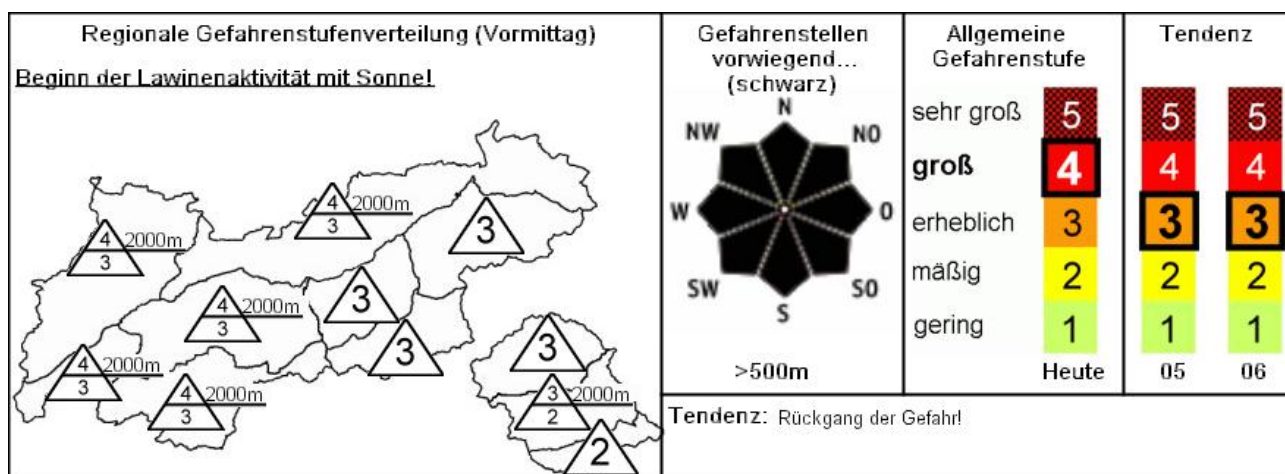 Regionale Gefahrenstufenverteilung (Vormittag)
Beginn der Lawinenaktivität mit Sonne!
4 2000m
3
4 2000m
3
3
4 2000m
3
3
3
4 2000m
3
4 2000m
3
3
3 2000m
2
2
Gefahrenstellen
vorwiegend...
(schwarz)
N
NW
NO
W
O
SW
SO
S
>500m
Allgemeine
Gefahrenstufe
sehr groß 5
groß 4
erheblich 3
mäßig 2
gering 1
Heute
Tendenz
5 5
4 4
3 3
2 2
1 1
05 06
Tendenz: Rückgang der Gefahr!